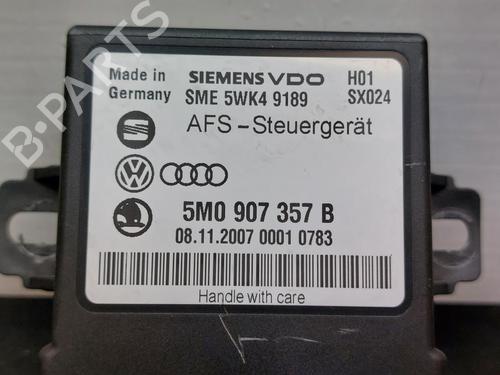 Made in SIEMENS VDO H01
Germany SME 5WK4 9189 SX024
AFS-Steuergerät
5M0 907 357 B
08.11.2007 0001 0783
Handle with care
B-PARTS